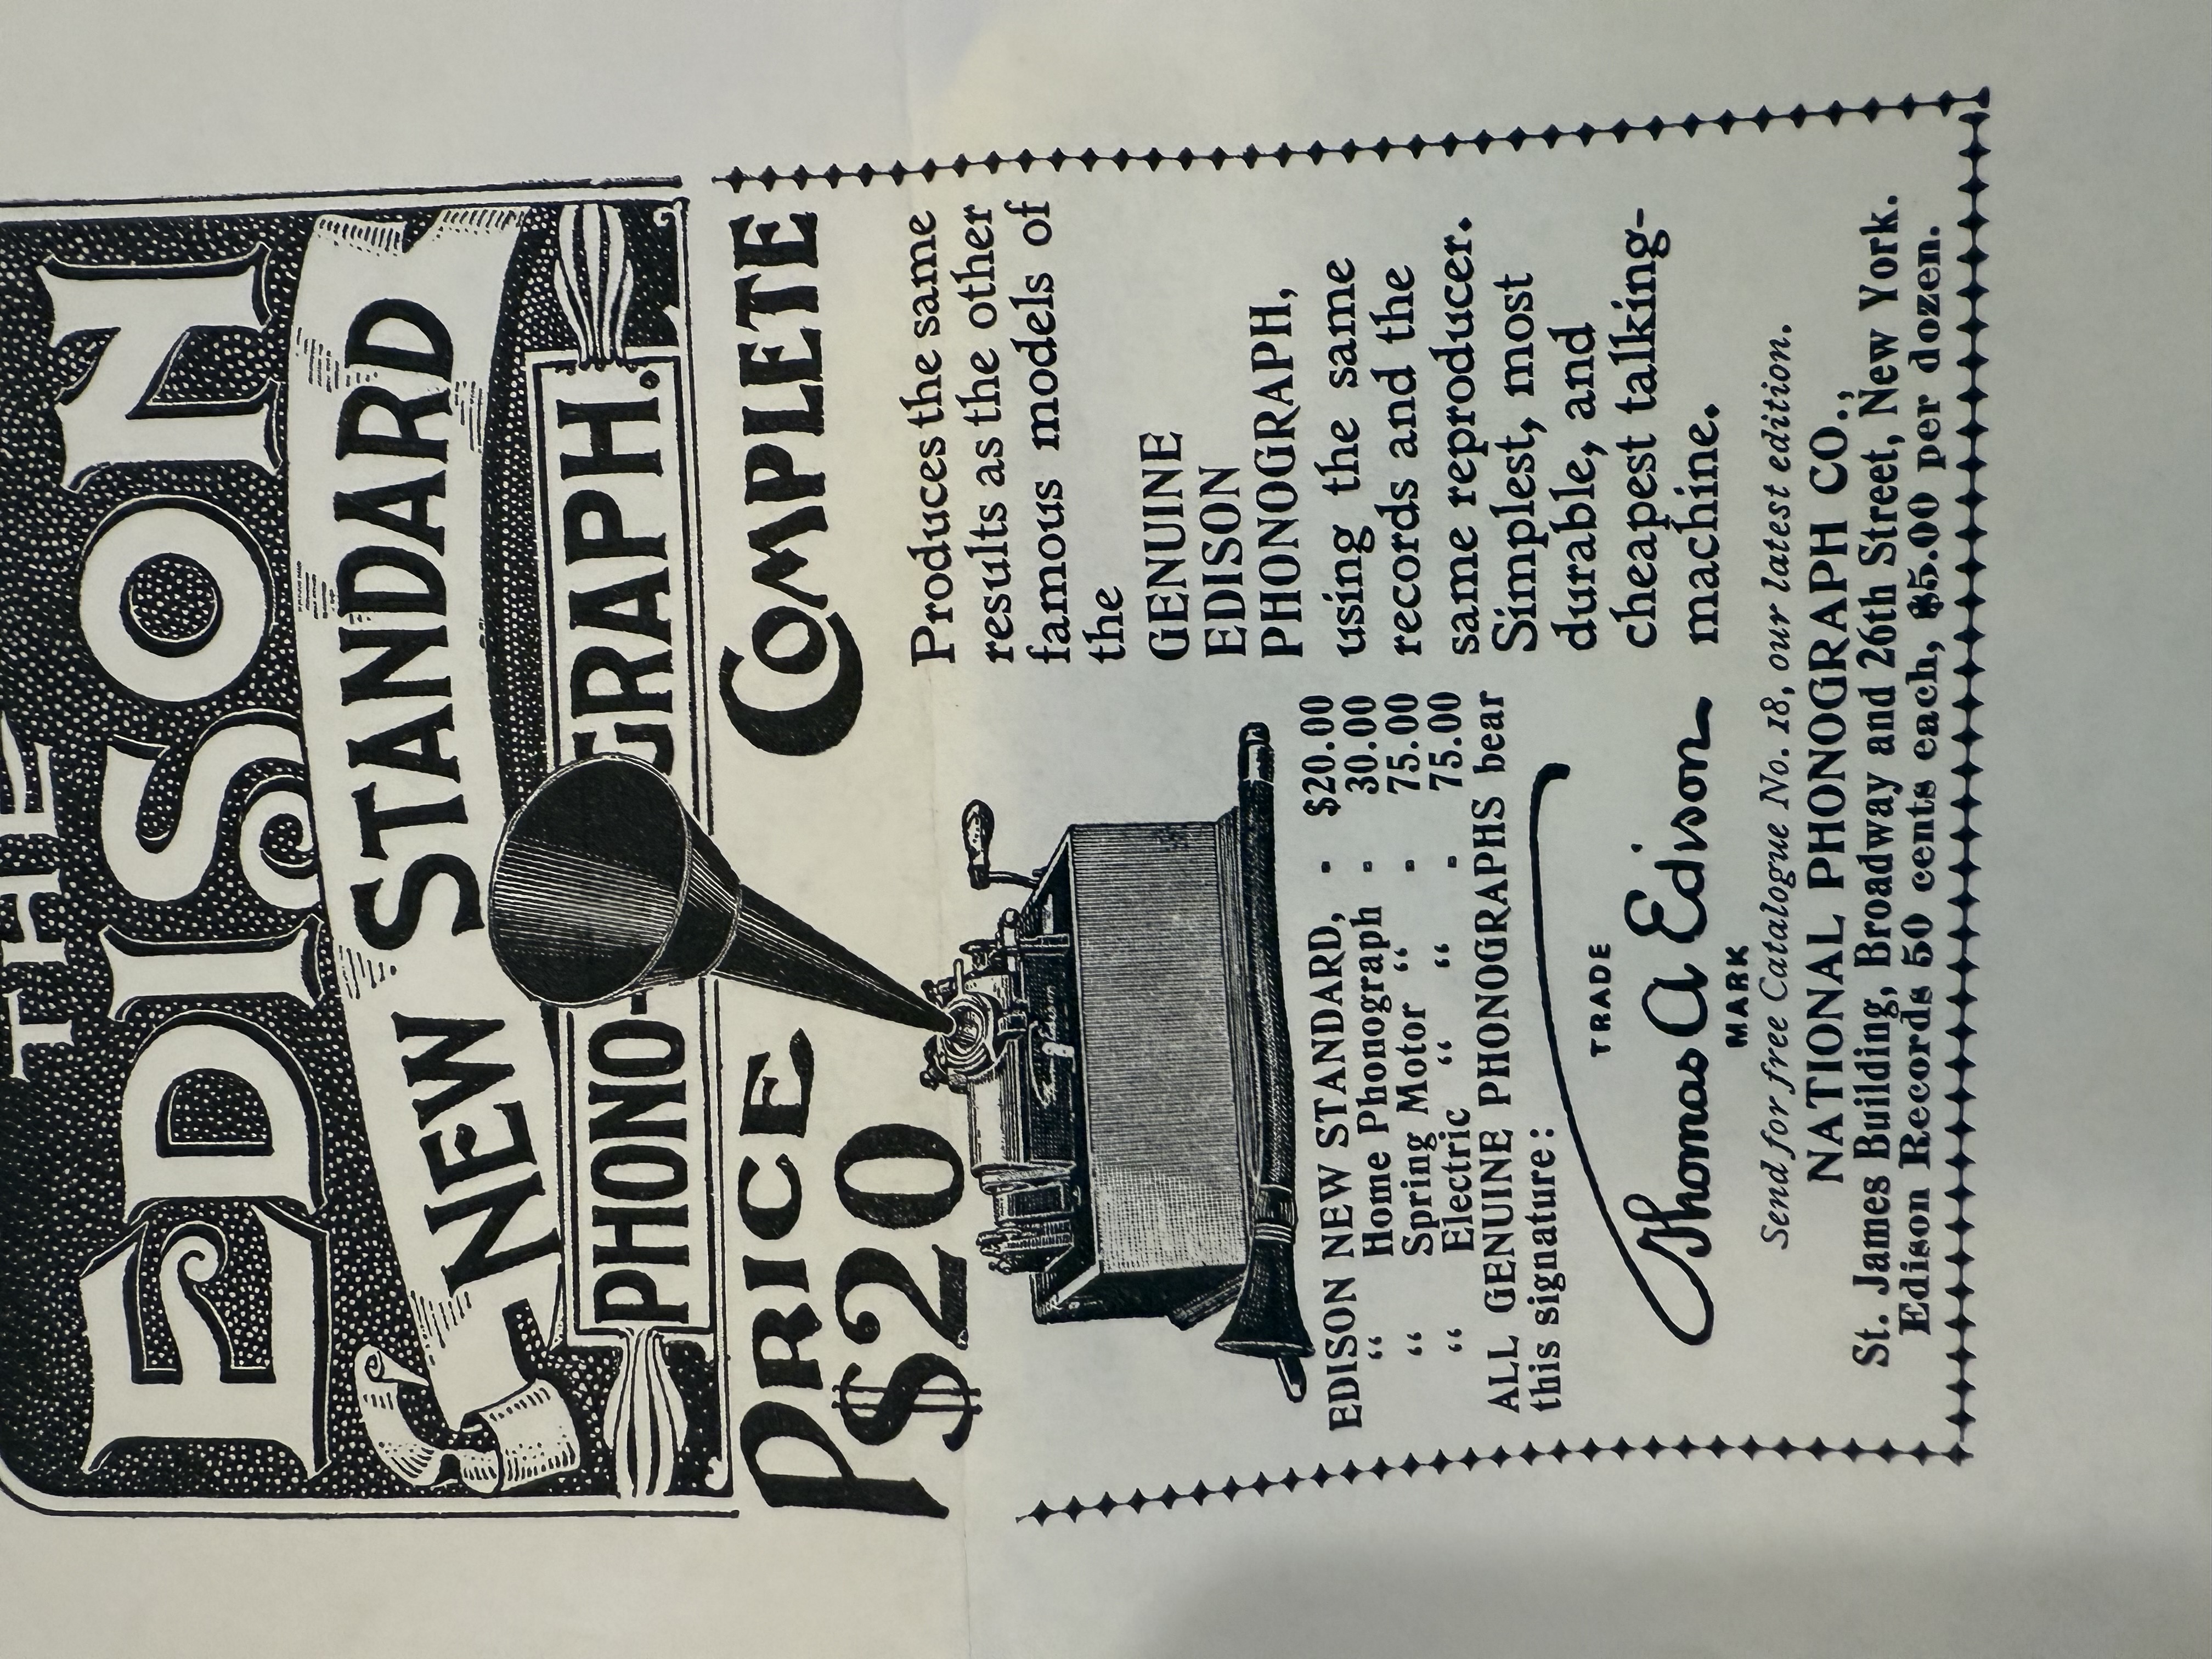 THE
EDISON
NEW STANDARD
PHONO-GRAPH.
PRICE COMPLETE
$20
Produces the same
results as the other
famous models of
the
GENUINE
EDISON
PHONOGRAPH,
using the same
records and the
same reproducer.
Simplest, most
durable, and
cheapest talking-
machine.
EDISON NEW STANDARD, - $20.00
“ Home Phonograph - 30.00
“ Spring Motor “ - 75.00
“ Electric “ “ - 75.00
ALL GENUINE PHONOGRAPHS bear
this signature:
TRADE
Thomas A Edison
MARK
Send for free Catalogue No. 18, our latest edition.
NATIONAL PHONOGRAPH CO.,
St. James Building, Broadway and 26th Street, New York.
Edison Records 50 cents each, $5.00 per dozen.